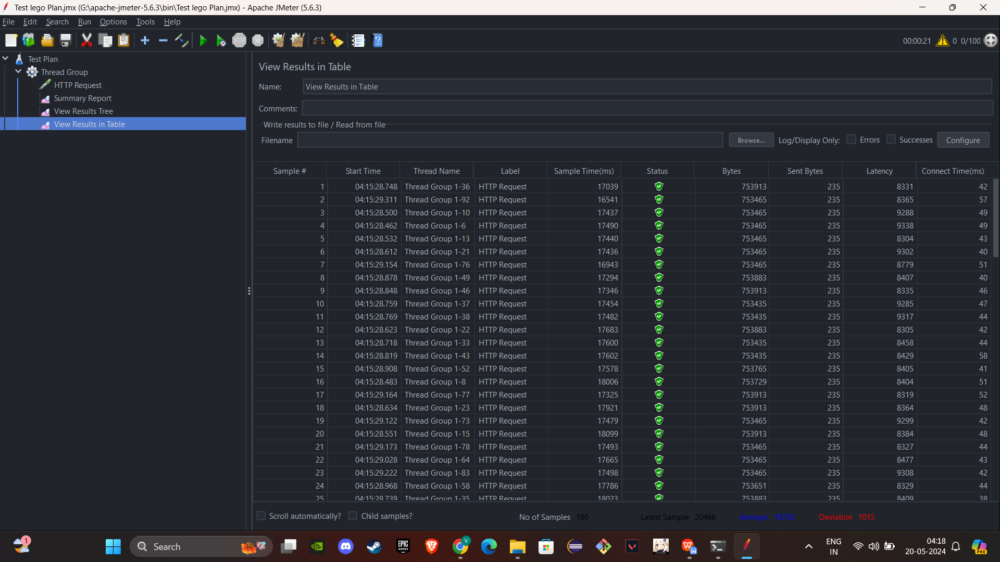 Test lego Plan.jmx (G:\apache-jmeter-5.6.3\bin\Test lego Plan.jmx) - Apache JMeter (5.6.3)
File Edit Search Run Options Tools Help
STOP 00:00:21 0 0/100
Test Plan
Thread Group
HTTP Request
Summary Report
View Results Tree
View Results in Table
View Results in Table
Name: View Results in Table
Comments:
Write results to file / Read from file
Filename Browse... Log/Display Only: Errors Successes Configure
Sample # Start Time Thread Name Label Sample Time(ms) Status Bytes Sent Bytes Latency Connect Time(ms)
1 04:15:28.748 Thread Group 1-36 HTTP Request 17039 753913 235 8331 42
2 04:15:29.311 Thread Group 1-92 HTTP Request 16541 753465 235 8365 57
3 04:15:28.500 Thread Group 1-10 HTTP Request 17437 753465 235 9288 49
4 04:15:28.462 Thread Group 1-6 HTTP Request 17490 753465 235 9338 49
5 04:15:28.532 Thread Group 1-13 HTTP Request 17440 753465 235 8304 43
6 04:15:28.612 Thread Group 1-21 HTTP Request 17436 753465 235 9302 40
7 04:15:29.154 Thread Group 1-76 HTTP Request 16943 753465 235 8779 51
8 04:15:28.878 Thread Group 1-49 HTTP Request 17294 753883 235 8407 40
9 04:15:28.848 Thread Group 1-46 HTTP Request 17346 753913 235 8335 46
10 04:15:28.759 Thread Group 1-37 HTTP Request 17454 753435 235 9285 47
11 04:15:28.769 Thread Group 1-38 HTTP Request 17482 753435 235 9317 44
12 04:15:28.623 Thread Group 1-22 HTTP Request 17683 753883 235 8305 42
13 04:15:28.718 Thread Group 1-33 HTTP Request 17600 753435 235 8458 44
14 04:15:28.819 Thread Group 1-43 HTTP Request 17602 753435 235 8429 58
15 04:15:28.908 Thread Group 1-52 HTTP Request 17578 753765 235 8405 41
16 04:15:28.483 Thread Group 1-8 HTTP Request 18006 753729 235 8404 51
17 04:15:29.164 Thread Group 1-77 HTTP Request 17325 753913 235 8319 52
18 04:15:28.634 Thread Group 1-23 HTTP Request 17921 753913 235 8364 48
19 04:15:29.122 Thread Group 1-73 HTTP Request 17479 753465 235 9299 42
20 04:15:28.551 Thread Group 1-15 HTTP Request 18099 753913 235 8384 48
21 04:15:29.173 Thread Group 1-78 HTTP Request 17493 753465 235 8327 44
22 04:15:29.028 Thread Group 1-64 HTTP Request 17665 753465 235 8477 43
23 04:15:29.222 Thread Group 1-83 HTTP Request 17498 753465 235 9308 42
24 04:15:28.968 Thread Group 1-58 HTTP Request 17786 753651 235 8329 44
25 04:15:28.739 Thread Group 1-35 HTTP Request 18023 753883 235 8409 38
Scroll automatically? Child samples? No of Samples 100 Latest Sample 20466 Average Deviation 1015
1 Search EPIC GAMES ENG IN 04:18 20-05-2024 PRE